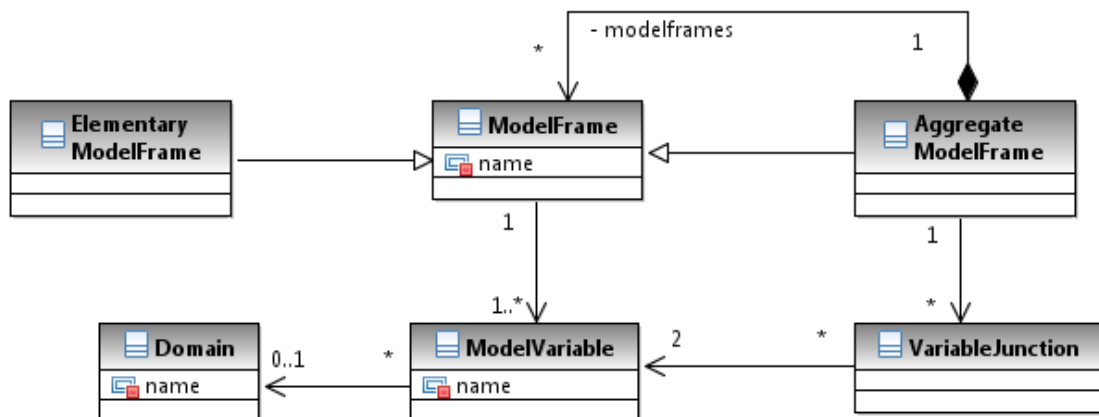 - modelframes
*
1
Elementary
ModelFrame
ModelFrame
name
Aggregate
ModelFrame
1
1
1..*
*
Domain
name
0..1
*
ModelVariable
name
2
*
VariableJunction